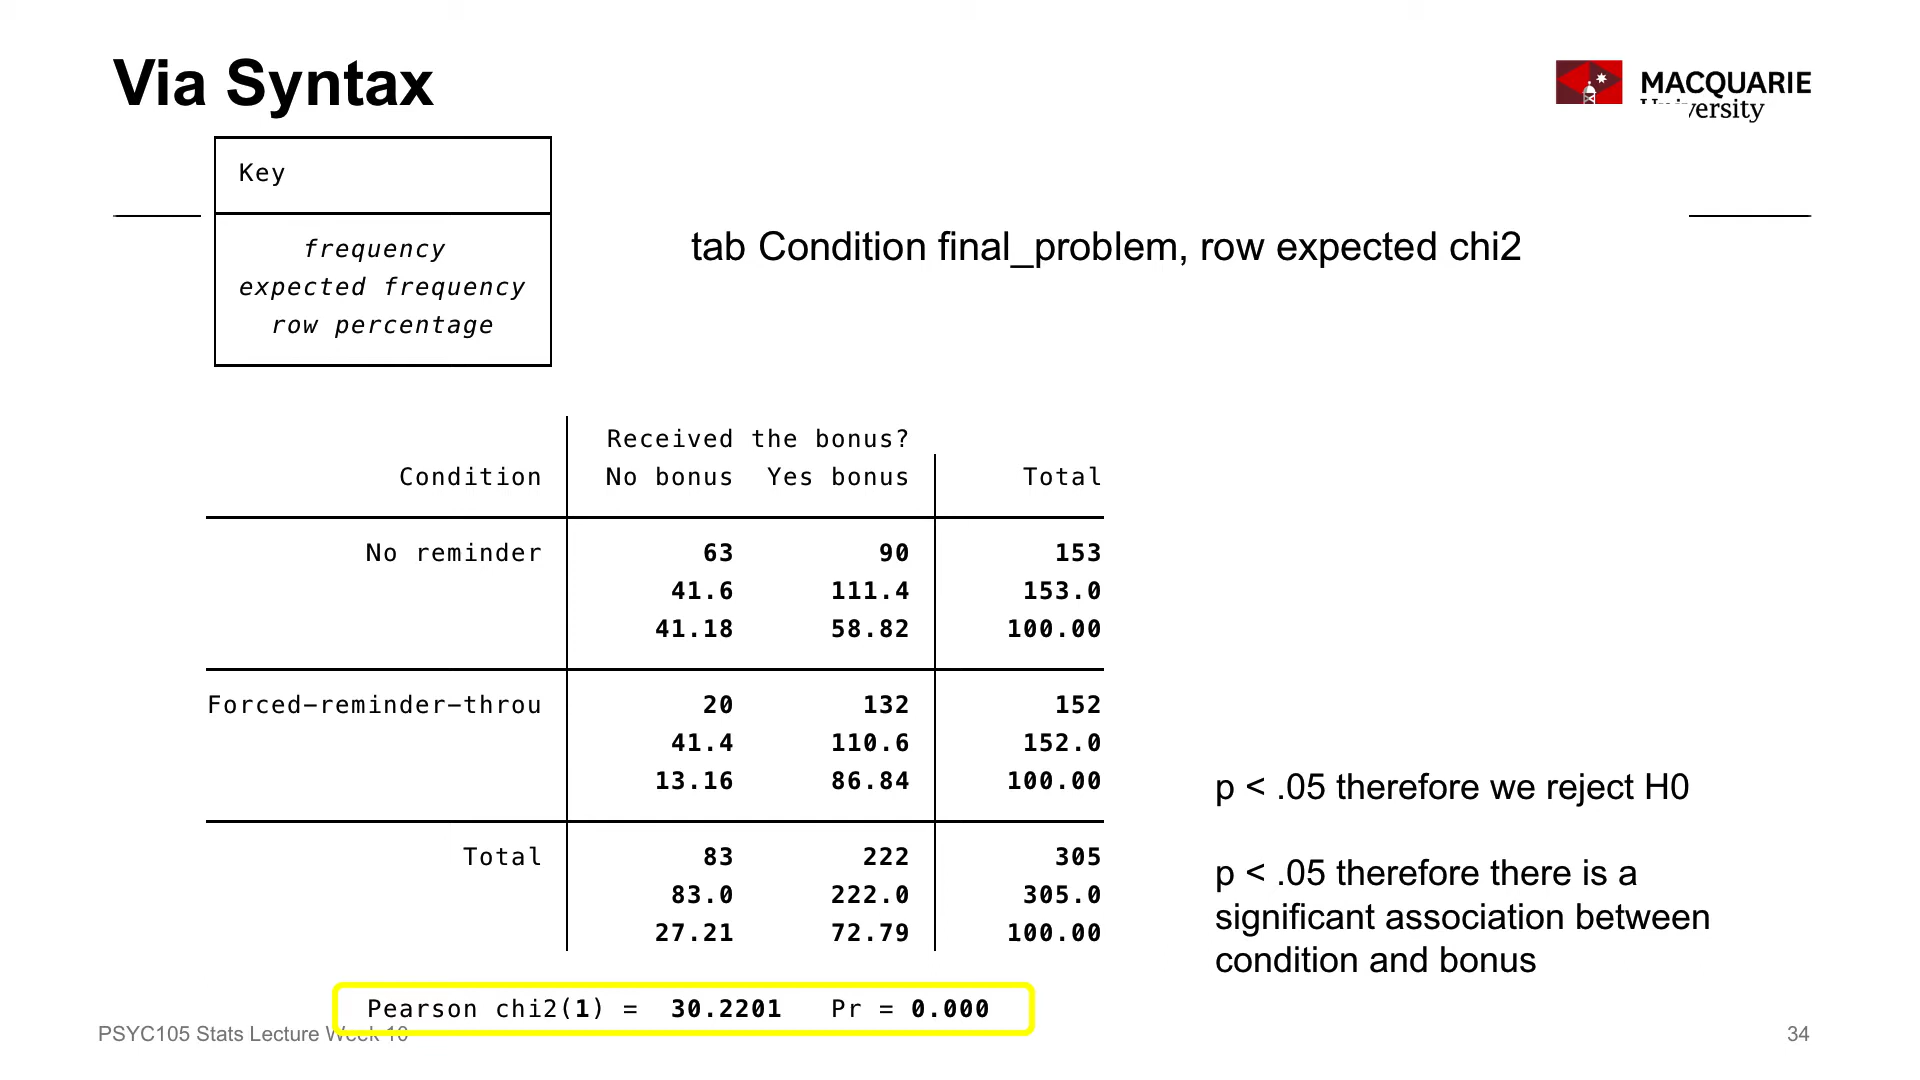 Via Syntax
MACQUARIE
Key
frequency
expected frequency
row percentage
tab Condition final_problem, row expected chi2
Received the bonus?
Condition No bonus Yes bonus Total
No reminder 63 90 153
41.6 111.4 153.0
41.18 58.82 100.00
Forced-reminder-throu 20 132 152
41.4 110.6 152.0
13.16 86.84 100.00
Total 83 222 305
83.0 222.0 305.0
27.21 72.79 100.00
Pearson chi2(1) = 30.2201 Pr = 0.000
p < .05 therefore we reject H0
p < .05 therefore there is a
significant association between
condition and bonus
PSYC105 Stats Lecture Week 10
34